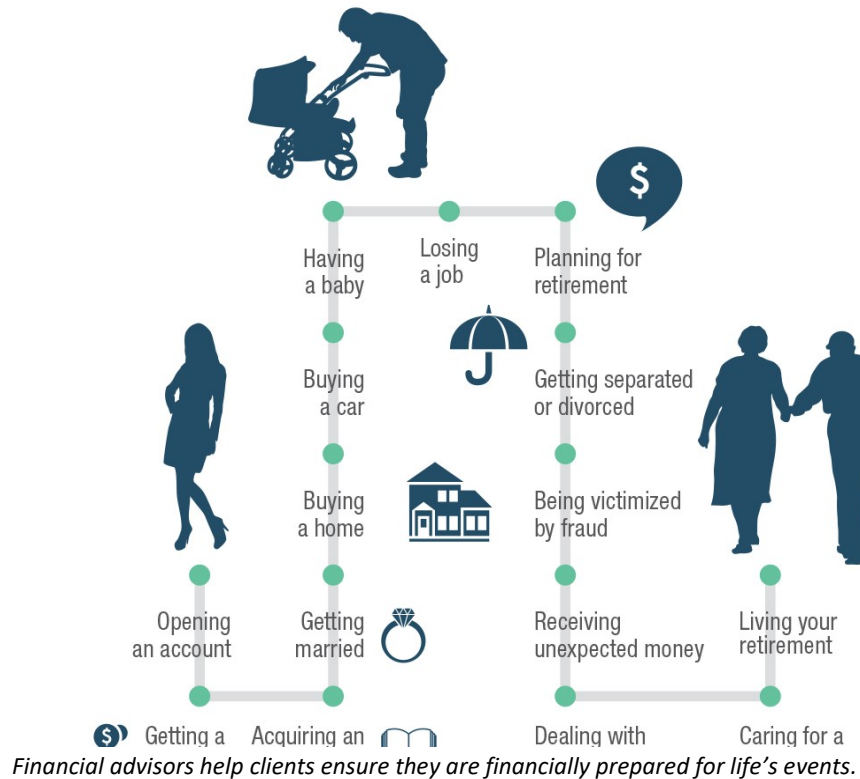 $
Having
a baby
Losing
a job
Planning for
retirement
Buying
a car
Getting separated
or divorced
Buying
a home
Being victimized
by fraud
Opening
an account
Getting
married
Receiving
unexpected money
Living your
retirement
$
Getting a
Acquiring an
Dealing with
Caring for a
Financial advisors help clients ensure they are financially prepared for life's events.